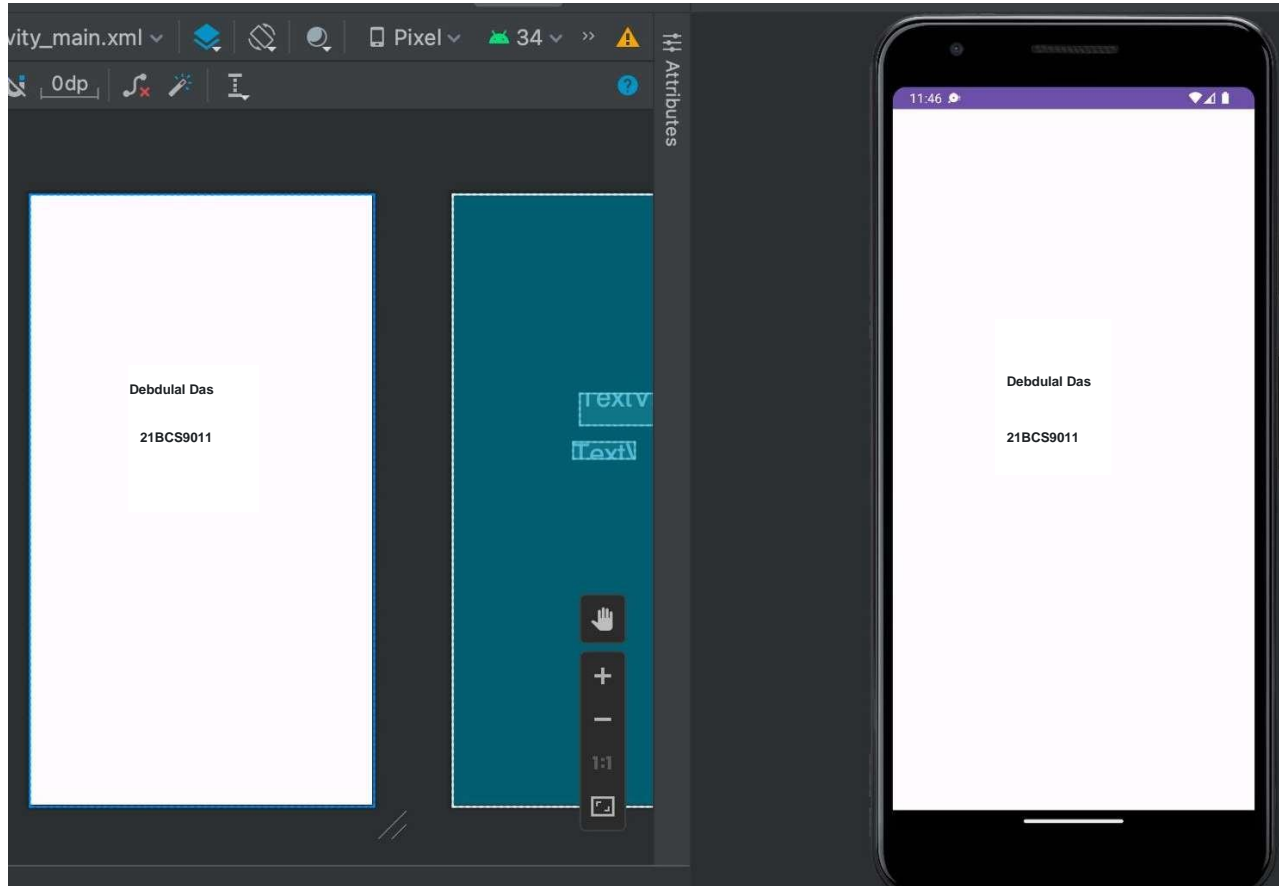 vity_main.xml
Pixel
34
0dp
Attributes
Debdulal Das
21BCS9011
TextV
TextV
1:1
11:46
Debdulal Das
21BCS9011